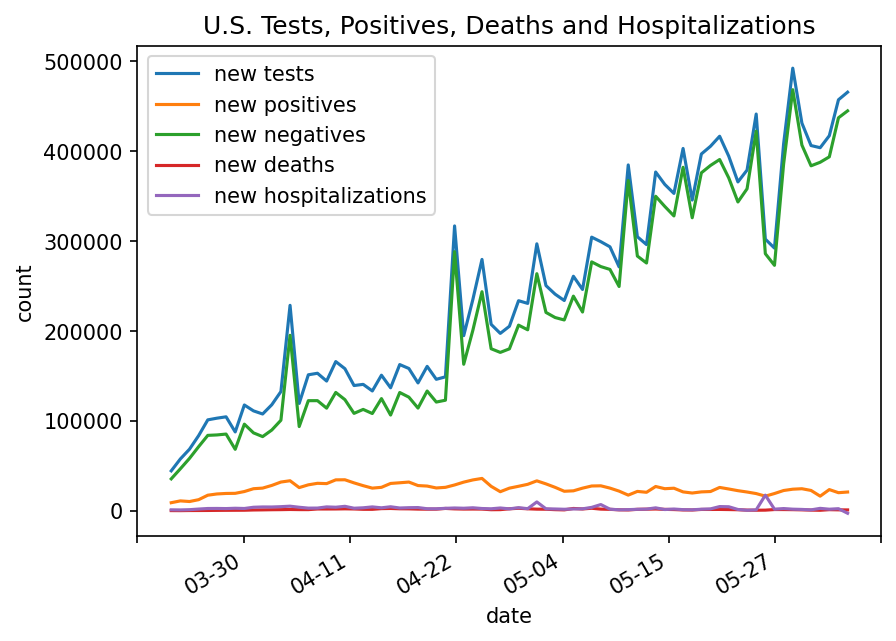 U.S. Tests, Positives, Deaths and Hospitalizations
500000
400000
300000
200000
100000
0
count
new tests
new positives
new negatives
new deaths
new hospitalizations
03-30
04-11
04-22
05-04
05-15
05-27
date